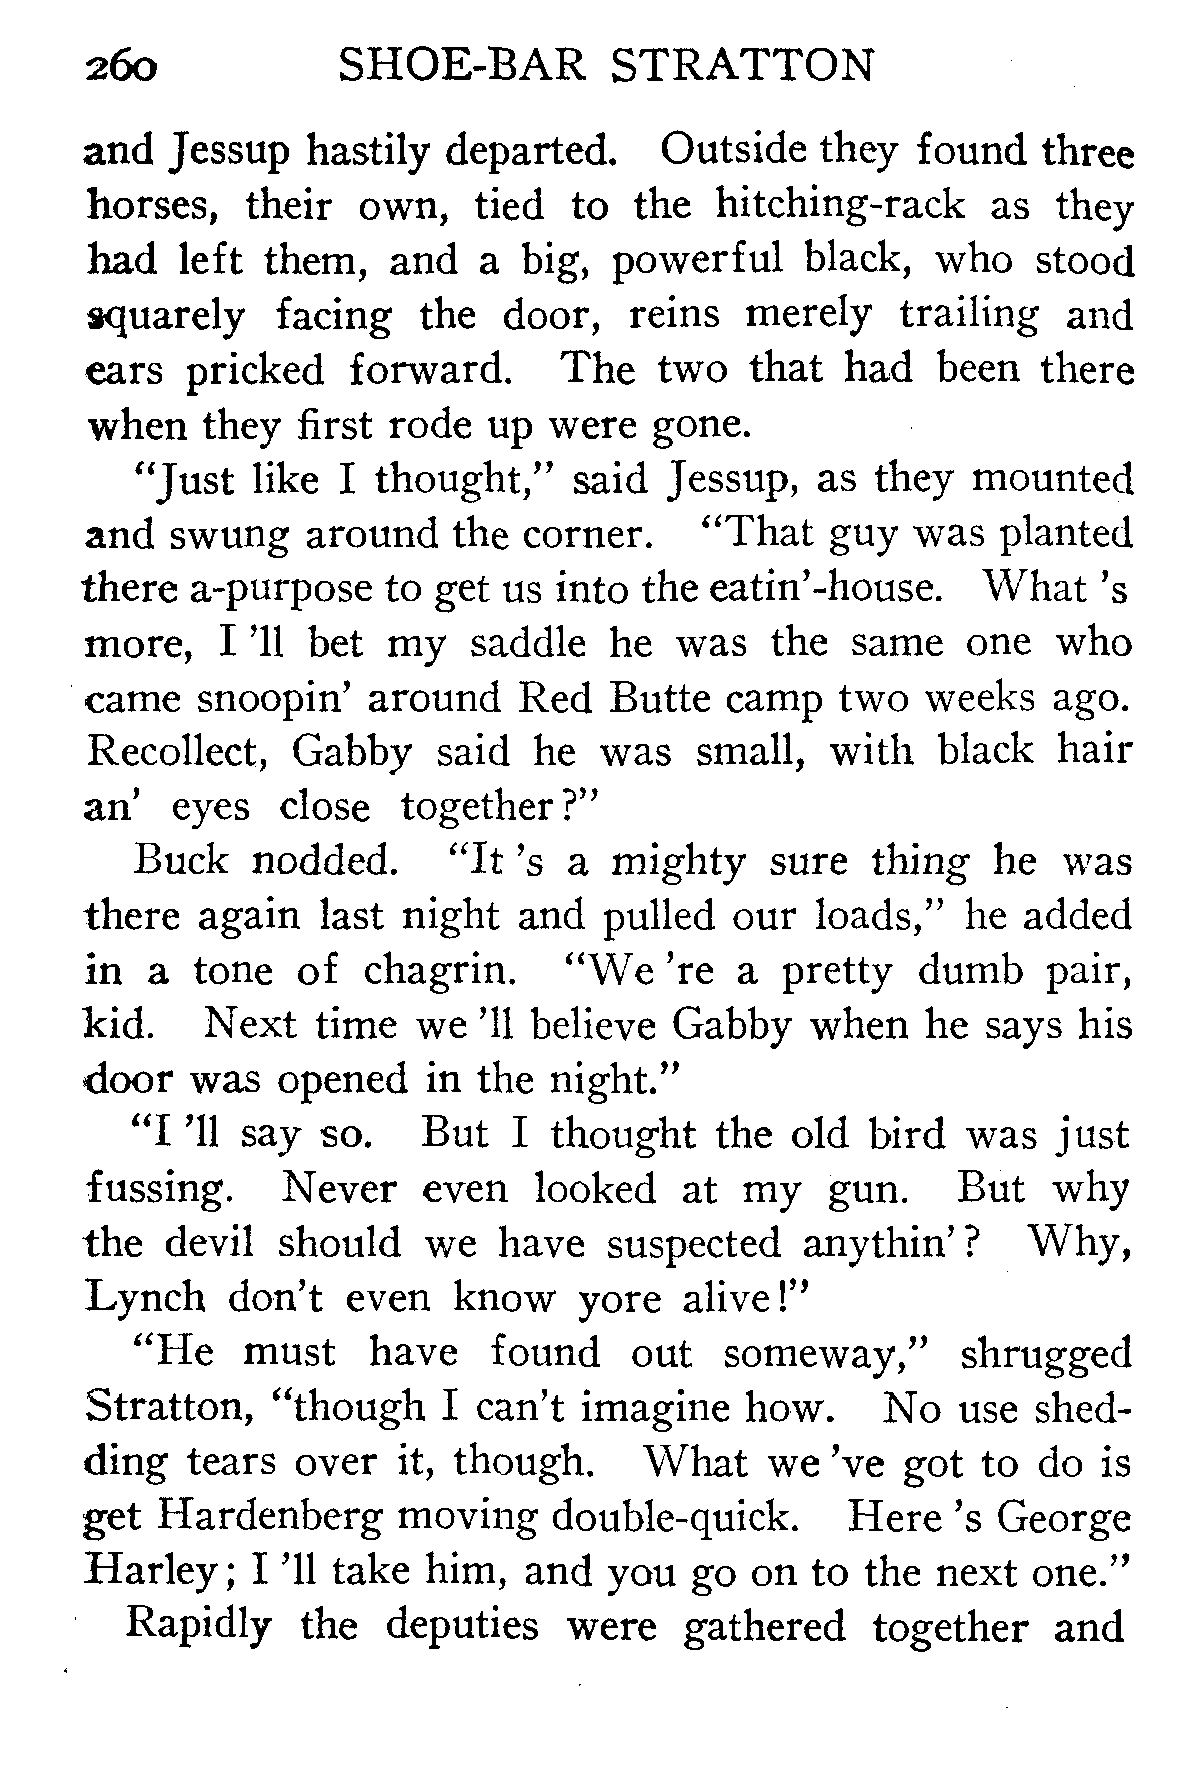 260 SHOE-BAR STRATTON
and Jessup hastily departed. Outside they found three
horses, their own, tied to the hitching-rack as they
had left them, and a big, powerful black, who stood
squarely facing the door, reins merely trailing and
ears pricked forward. The two that had been there
when they first rode up were gone.
“Just like I thought,” said Jessup, as they mounted
and swung around the corner. “That guy was planted
there a-purpose to get us into the eatin’-house. What ’s
more, I ’ll bet my saddle he was the same one who
came snoopin’ around Red Butte camp two weeks ago.
Recollect, Gabby said he was small, with black hair
an’ eyes close together?”
Buck nodded. “It ’s a mighty sure thing he was
there again last night and pulled our loads,” he added
in a tone of chagrin. “We ’re a pretty dumb pair,
kid. Next time we ’ll believe Gabby when he says his
door was opened in the night.”
“I ’ll say so. But I thought the old bird was just
fussing. Never even looked at my gun. But why
the devil should we have suspected anythin’? Why,
Lynch don’t even know yore alive!”
“He must have found out someway,” shrugged
Stratton, “though I can’t imagine how. No use shed-
ding tears over it, though. What we ’ve got to do is
get Hardenberg moving double-quick. Here ’s George
Harley; I ’ll take him, and you go on to the next one.”
Rapidly the deputies were gathered together and